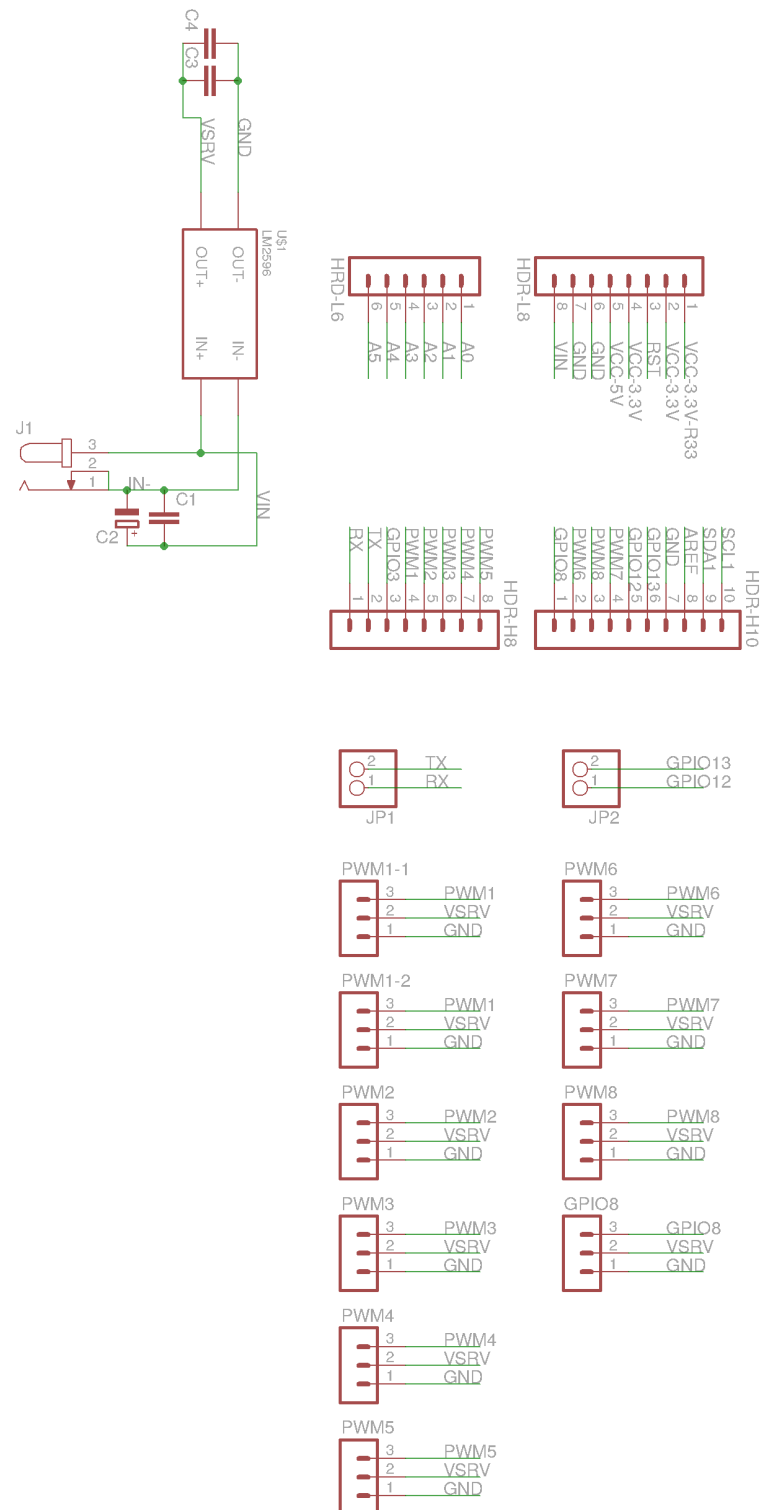 C4
C3
VSRV
GND
U$1
LM2596
OUT+
OUT-
IN+
IN-
J1
3
2
1
IN-
C1
C2
+
VIN
HRD-L6
6
5
4
3
2
1
A5
A4
A3
A2
A1
A0
HDR-L8
8
7
6
5
4
3
2
1
VIN
GND
GND
VCC-5V
VCC-3.3V
RST
VCC-3.3V
VCC-3.3V-R33
RX
TX
GPIO3
PWM1
PWM2
PWM3
PWM4
PWM5
1
2
3
4
5
6
7
8
HDR-H8
GPIO8
PWM6
PWM8
PWM7
GPIO12
GPIO13
GND
AREF
SDA1
SCL1
1
2
3
4
5
6
7
8
9
10
HDR-H10
2 TX
1 RX
JP1
2 GPIO13
1 GPIO12
JP2
PWM1-1
3 PWM1
2 VSRV
1 GND
PWM6
3 PWM6
2 VSRV
1 GND
PWM1-2
3 PWM1
2 VSRV
1 GND
PWM7
3 PWM7
2 VSRV
1 GND
PWM2
3 PWM2
2 VSRV
1 GND
PWM8
3 PWM8
2 VSRV
1 GND
PWM3
3 PWM3
2 VSRV
1 GND
GPIO8
3 GPIO8
2 VSRV
1 GND
PWM4
3 PWM4
2 VSRV
1 GND
PWM5
3 PWM5
2 VSRV
1 GND